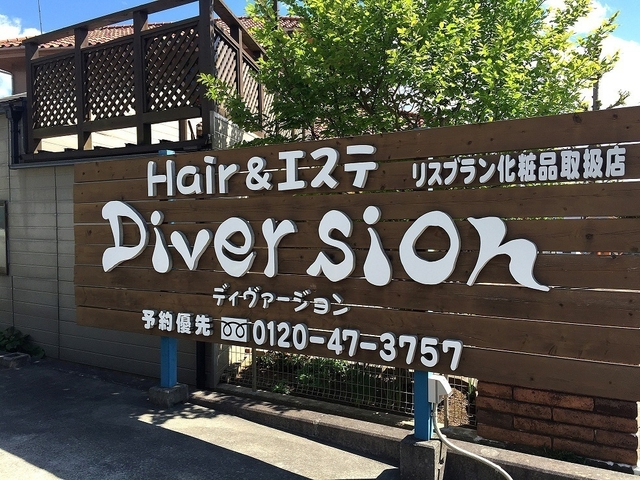 Hair&エステ
リスブラン化粧品取扱店
Diversion
ディヴァージョン
予約優先 0120-47-3757